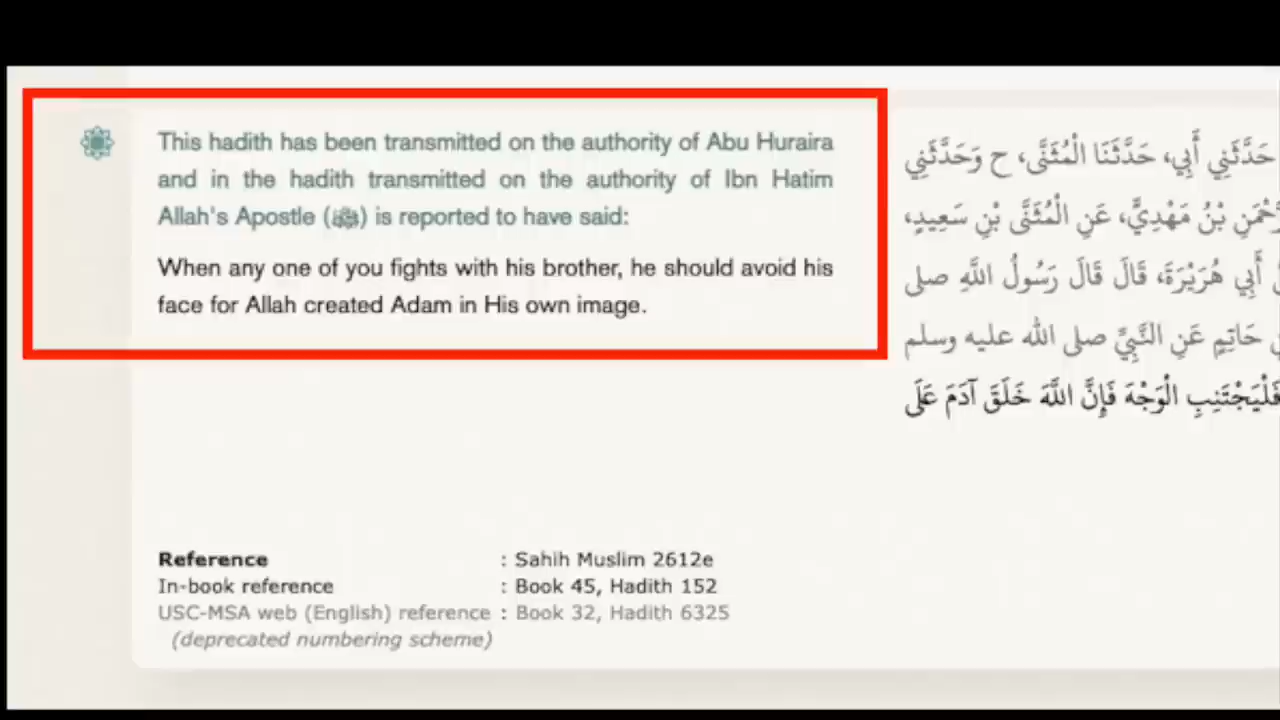 This hadith has been transmitted on the authority of Abu Huraira
and in the hadith transmitted on the authority of Ibn Hatim
Allah's Apostle (ﷺ) is reported to have said:
When any one of you fights with his brother, he should avoid his
face for Allah created Adam in His own image.
حَدَّثَنِي أَبِي، حَدَّثَنَا الْمُثَنَّى، ح وَحَدَّثَنِي
بْنُ مَهْدِيٍّ، عَنِ الْمُثَنَّى بْنِ سَعِيدٍ،
أَبِي هُرَيْرَةَ، قَالَ قَالَ رَسُولُ اللَّهِ صلى
حَاتِمٍ عَنِ النَّبِيِّ صلى الله عليه وسلم
فَلْيَجْتَنِبِ الْوَجْهَ فَإِنَّ اللَّهَ خَلَقَ آدَمَ عَلَى
Reference : Sahih Muslim 2612e
In-book reference : Book 45, Hadith 152
USC-MSA web (English) reference : Book 32, Hadith 6325
(deprecated numbering scheme)